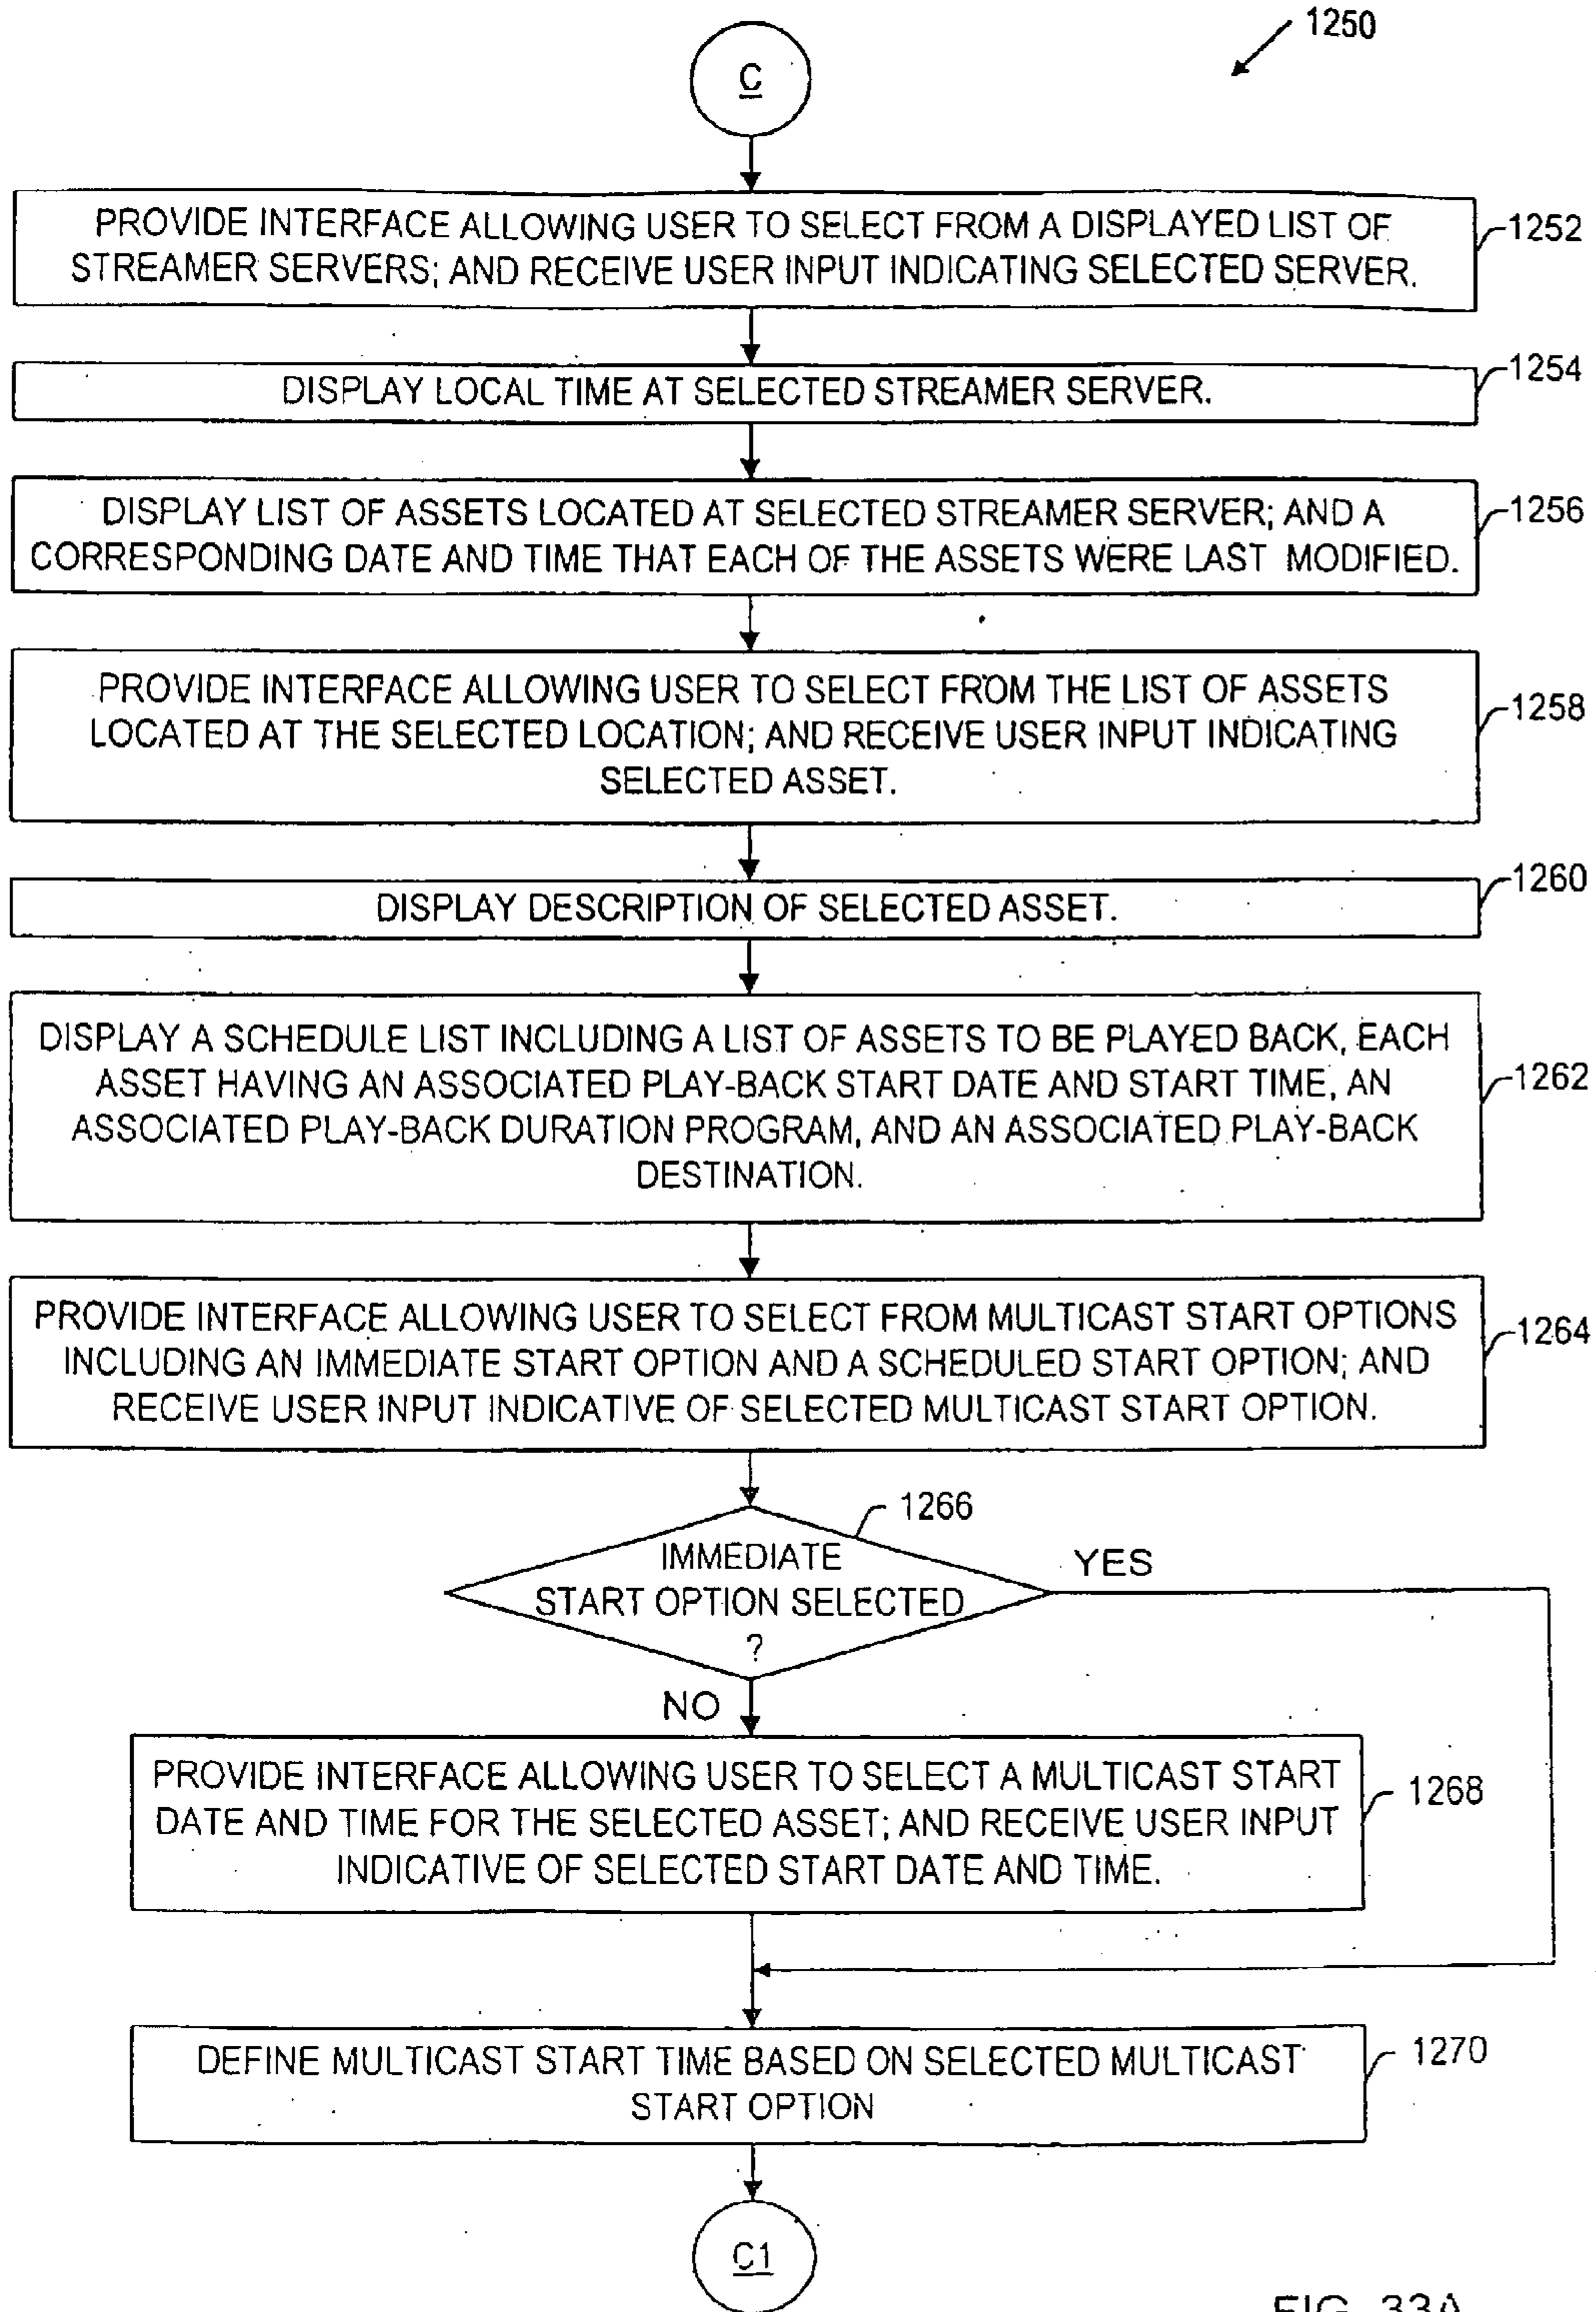 1250
C
PROVIDE INTERFACE ALLOWING USER TO SELECT FROM A DISPLAYED LIST OF
STREAMER SERVERS; AND RECEIVE USER INPUT INDICATING SELECTED SERVER.
1252
DISPLAY LOCAL TIME AT SELECTED STREAMER SERVER.
1254
DISPLAY LIST OF ASSETS LOCATED AT SELECTED STREAMER SERVER; AND A
CORRESPONDING DATE AND TIME THAT EACH OF THE ASSETS WERE LAST MODIFIED.
1256
PROVIDE INTERFACE ALLOWING USER TO SELECT FROM THE LIST OF ASSETS
LOCATED AT THE SELECTED LOCATION; AND RECEIVE USER INPUT INDICATING
SELECTED ASSET.
1258
DISPLAY DESCRIPTION OF SELECTED ASSET.
1260
DISPLAY A SCHEDULE LIST INCLUDING A LIST OF ASSETS TO BE PLAYED BACK, EACH
ASSET HAVING AN ASSOCIATED PLAY-BACK START DATE AND START TIME, AN
ASSOCIATED PLAY-BACK DURATION PROGRAM, AND AN ASSOCIATED PLAY-BACK
DESTINATION.
1262
PROVIDE INTERFACE ALLOWING USER TO SELECT FROM MULTICAST START OPTIONS
INCLUDING AN IMMEDIATE START OPTION AND A SCHEDULED START OPTION; AND
RECEIVE USER INPUT INDICATIVE OF SELECTED MULTICAST START OPTION.
1264
1266
IMMEDIATE
START OPTION SELECTED
?
YES
NO
PROVIDE INTERFACE ALLOWING USER TO SELECT A MULTICAST START
DATE AND TIME FOR THE SELECTED ASSET; AND RECEIVE USER INPUT
INDICATIVE OF SELECTED START DATE AND TIME.
1268
DEFINE MULTICAST START TIME BASED ON SELECTED MULTICAST
START OPTION
1270
C1
FIG. 33A